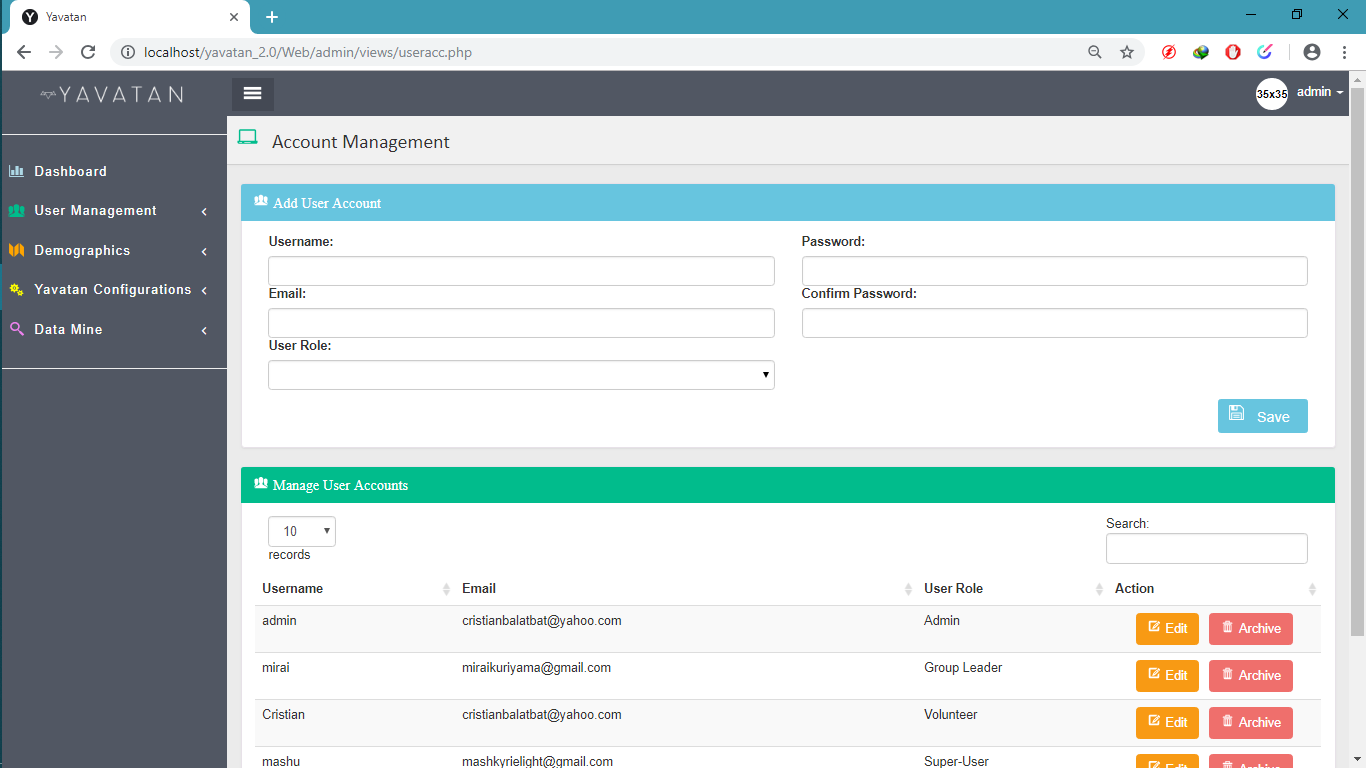 Yavatan
localhost/yavatan_2.0/Web/admin/views/useracc.php
YAVATAN
35x35 admin
Account Management
Dashboard
User Management
Demographics
Yavatan Configurations
Data Mine
Add User Account
Username: Password:
Email: Confirm Password:
User Role:
Save
Manage User Accounts
10
records
Search:
Username Email User Role Action
admin cristianbalatbat@yahoo.com Admin Edit Archive
mirai miraikuriyama@gmail.com Group Leader Edit Archive
Cristian cristianbalatbat@yahoo.com Volunteer Edit Archive
mashu mashkyrielight@gmail.com Super-User Edit Archive